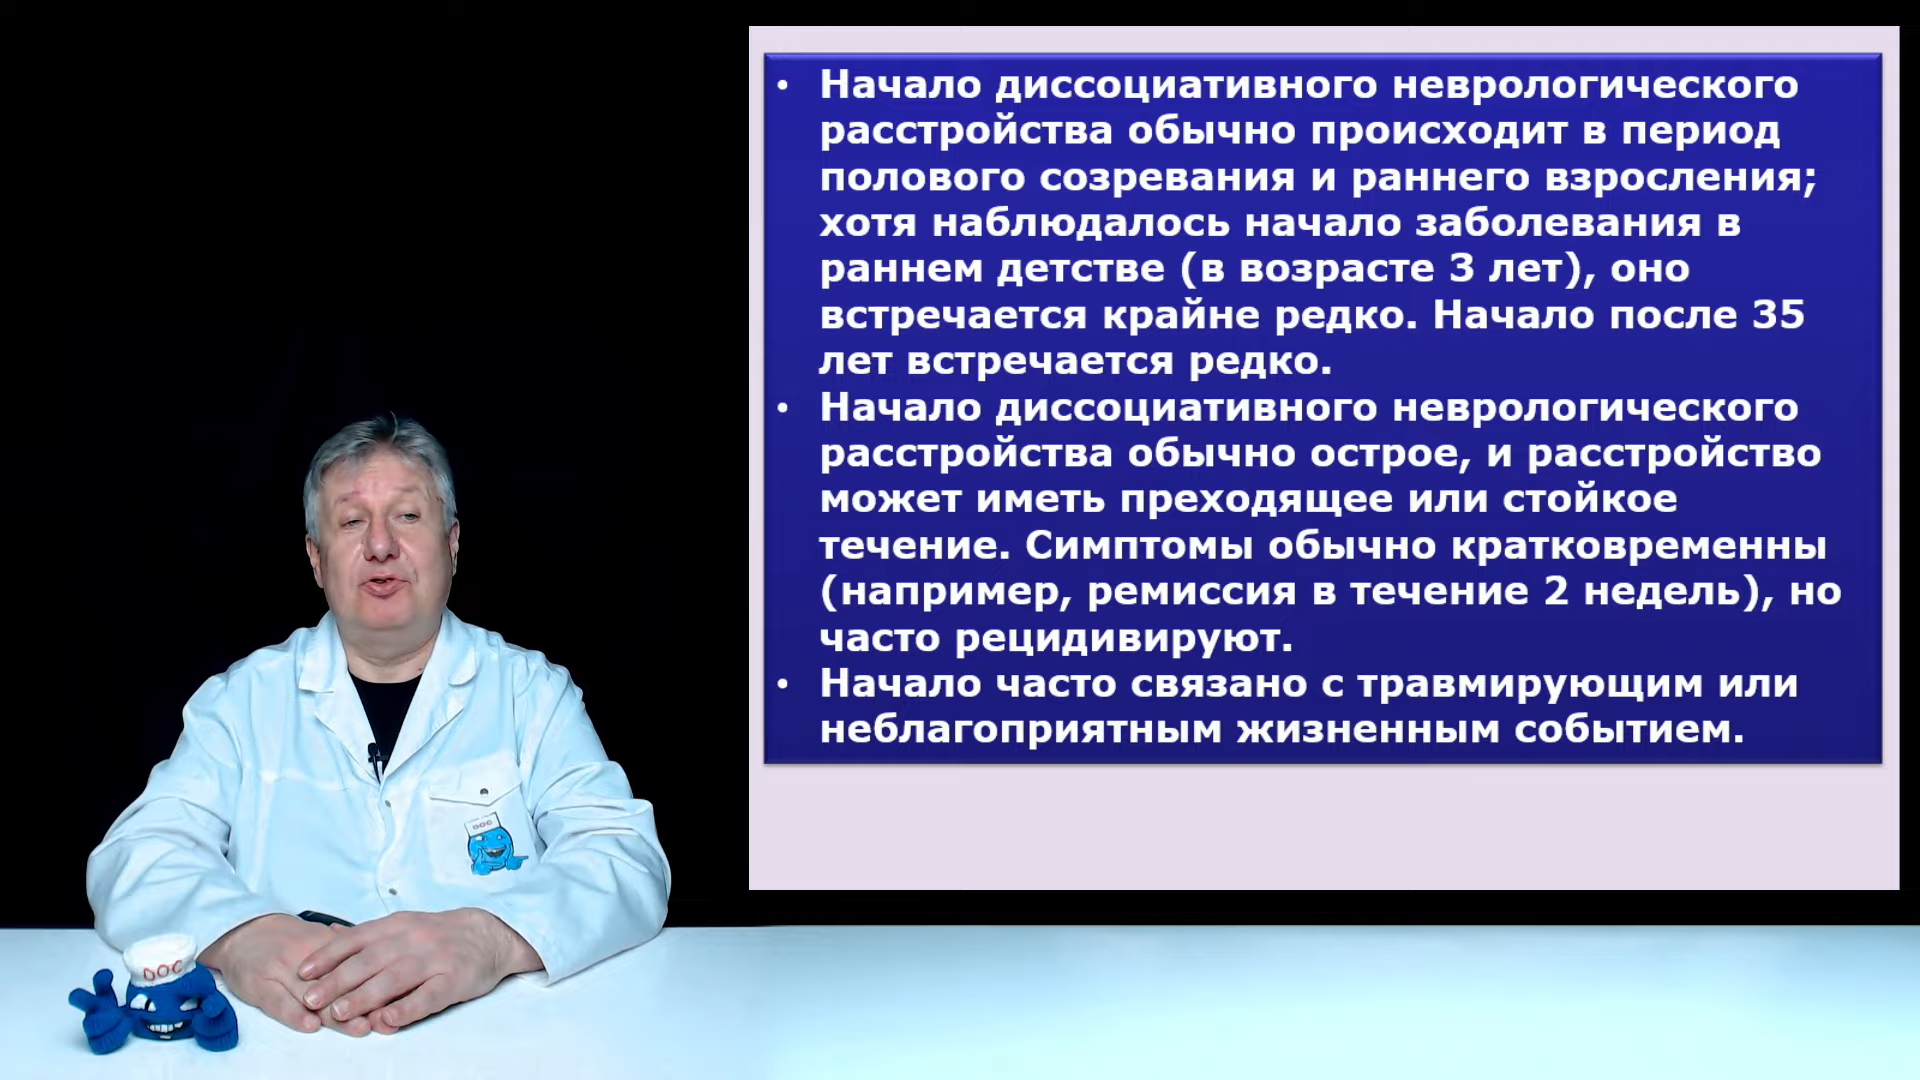 • Начало диссоциативного неврологического
расстройства обычно происходит в период
полового созревания и раннего взросления;
хотя наблюдалось начало заболевания в
раннем детстве (в возрасте 3 лет), оно
встречается крайне редко. Начало после 35
лет встречается редко.
• Начало диссоциативного неврологического
расстройства обычно острое, и расстройство
может иметь преходящее или стойкое
течение. Симптомы обычно кратковременны
(например, ремиссия в течение 2 недель), но
часто рецидивируют.
• Начало часто связано с травмирующим или
неблагоприятным жизненным событием.
DOC
DOC